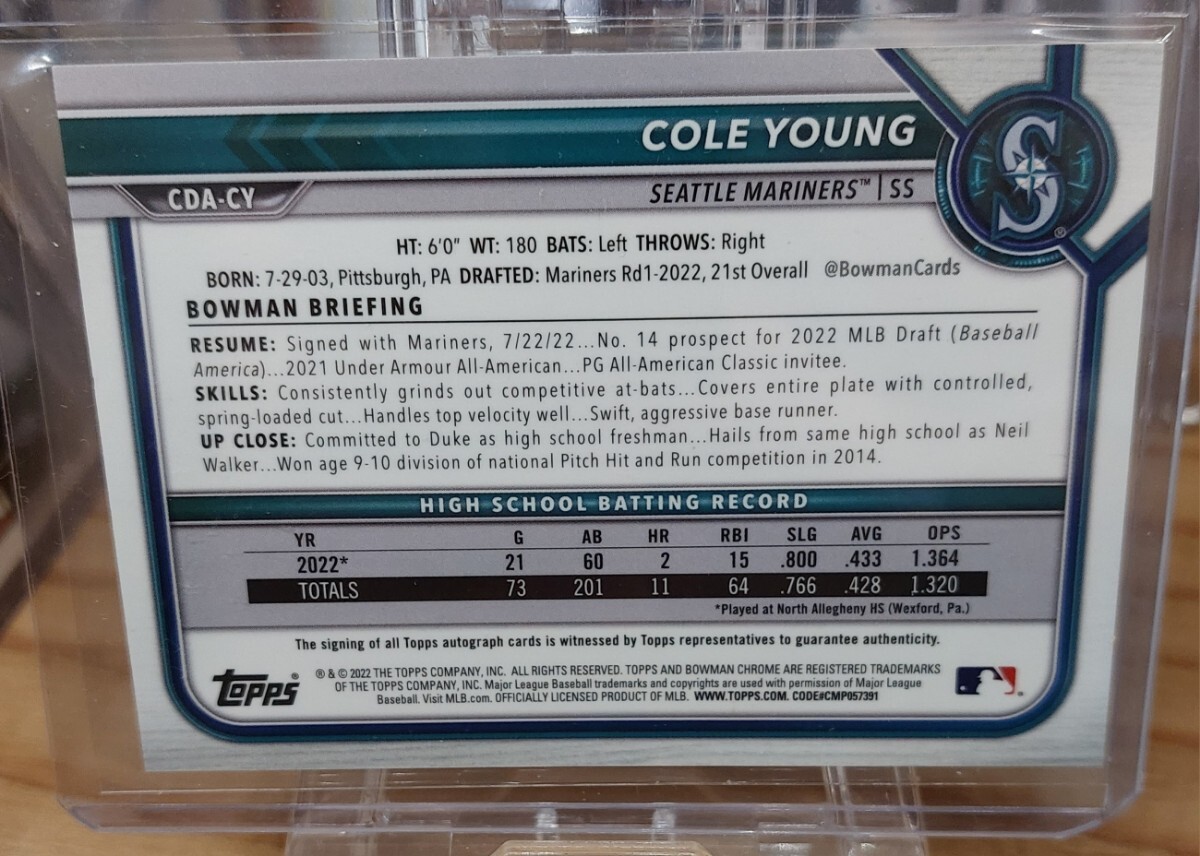 COLE YOUNG
CDA-CY
SEATTLE MARINERS™ | SS
S®
HT: 6'0" WT: 180 BATS: Left THROWS: Right
BORN: 7-29-03, Pittsburgh, PA DRAFTED: Mariners Rd1-2022, 21st Overall @BowmanCards
BOWMAN BRIEFING
RESUME: Signed with Mariners, 7/22/22...No. 14 prospect for 2022 MLB Draft (Baseball
America)...2021 Under Armour All-American...PG All-American Classic invitee.
SKILLS: Consistently grinds out competitive at-bats...Covers entire plate with controlled,
spring-loaded cut...Handles top velocity well...Swift, aggressive base runner.
UP CLOSE: Committed to Duke as high school freshman...Hails from same high school as Neil
Walker...Won age 9-10 division of national Pitch Hit and Run competition in 2014.
HIGH SCHOOL BATTING RECORD
YR G AB HR RBI SLG AVG OPS
2022* 21 60 2 15 .800 .433 1.364
TOTALS 73 201 11 64 .766 .428 1.320
*Played at North Allegheny HS (Wexford, Pa.)
The signing of all Topps autograph cards is witnessed by Topps representatives to guarantee authenticity.
topps®
® & © 2022 THE TOPPS COMPANY, INC. ALL RIGHTS RESERVED. TOPPS AND BOWMAN CHROME ARE REGISTERED TRADEMARKS
OF THE TOPPS COMPANY, INC. Major League Baseball trademarks and copyrights are used with permission of Major League
Baseball. Visit MLB.com. OFFICIALLY LICENSED PRODUCT OF MLB. WWW.TOPPS.COM. CODE#CMP057391